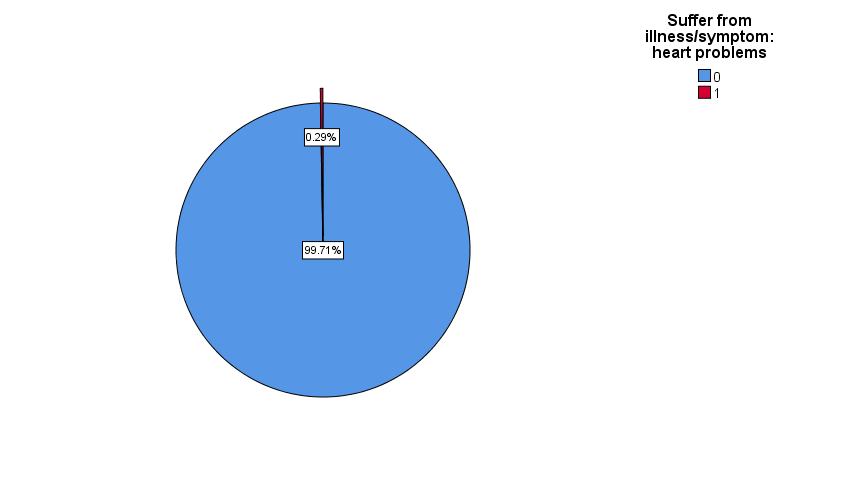 Suffer from
illness/symptom:
heart problems
0
1
0.29%
99.71%